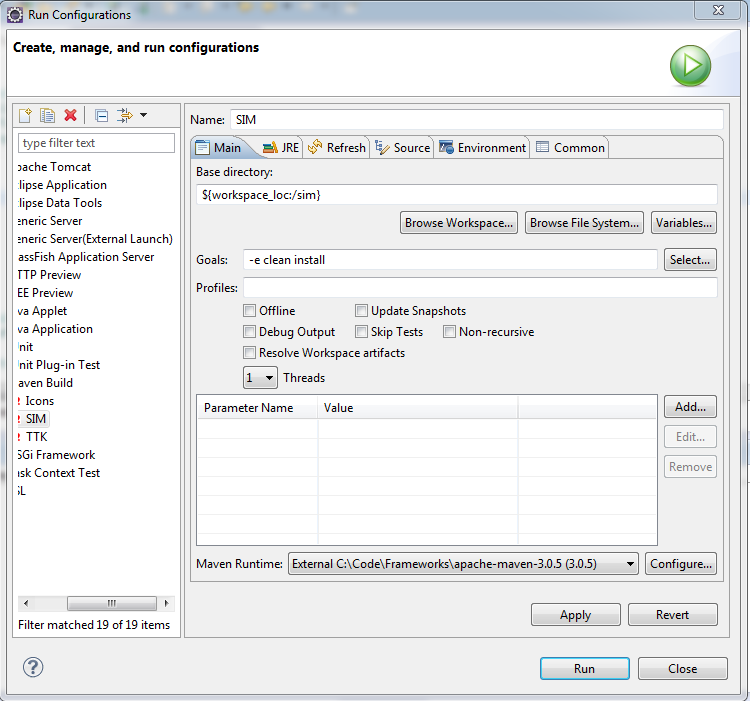 Run Configurations
Create, manage, and run configurations
type filter text
pache Tomcat
lipse Application
lipse Data Tools
eneric Server
eneric Server(External Launch)
assFish Application Server
TTP Preview
EE Preview
va Applet
va Application
nit
nit Plug-in Test
aven Build
Icons
SIM
TTK
SGi Framework
ask Context Test
SL
Filter matched 19 of 19 items
Name: SIM
Main JRE Refresh Source Environment Common
Base directory:
${workspace_loc:/sim}
Browse Workspace... Browse File System... Variables...
Goals: -e clean install Select...
Profiles:
Offline Update Snapshots
Debug Output Skip Tests Non-recursive
Resolve Workspace artifacts
1 Threads
Parameter Name Value Add...
Edit...
Remove
Maven Runtime: External C:\Code\Frameworks\apache-maven-3.0.5 (3.0.5) Configure...
Apply Revert
? Run Close